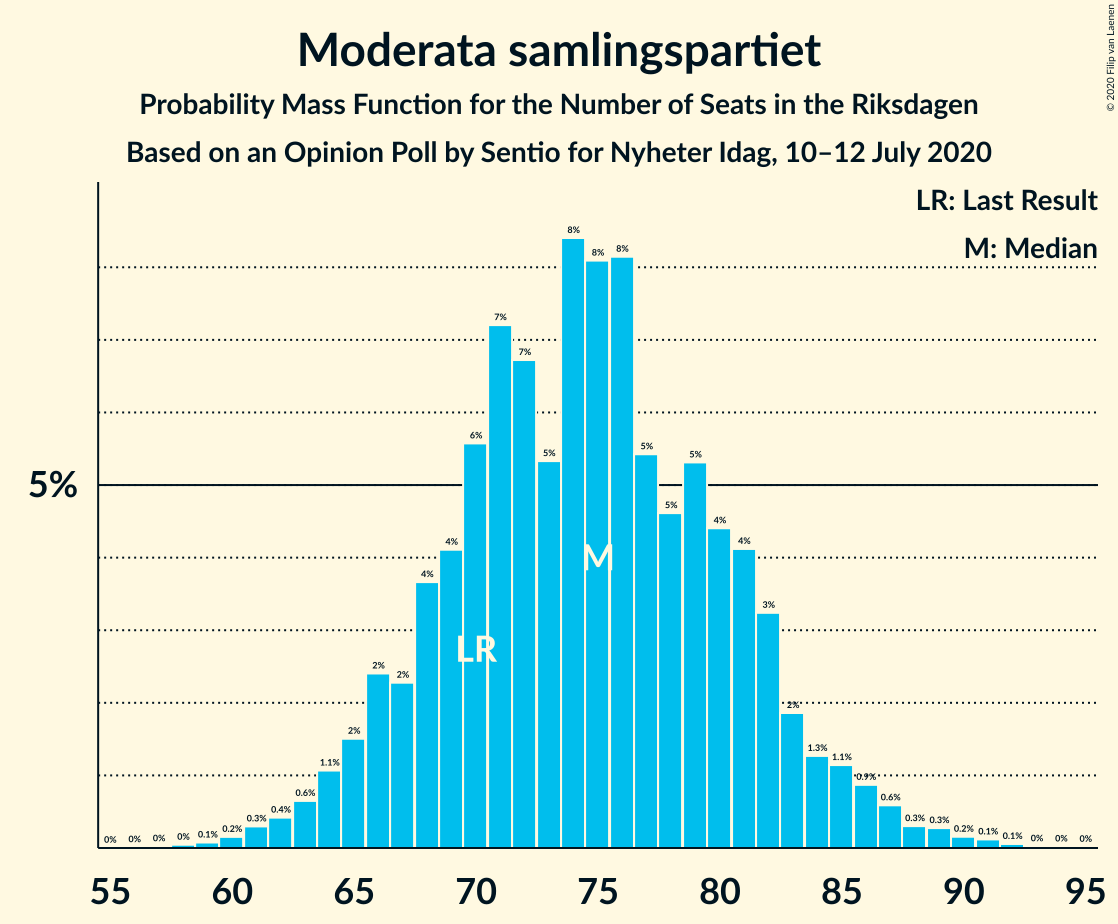 Moderata samlingspartiet
Probability Mass Function for the Number of Seats in the Riksdagen
Based on an Opinion Poll by Sentio for Nyheter Idag, 10–12 July 2020
© 2020 Filip van Laenen
LR: Last Result
M: Median
5%
0% 0% 0% 0% 0.1% 0.2% 0.3% 0.4% 0.6% 1.1% 2% 2% 2% 4% 4% 6% 7% 7% 5% 8% 8% 8% 5% 5% 5% 4% 4% 3% 2% 1.3% 1.1% 0.9% 0.6% 0.3% 0.3% 0.2% 0.1% 0.1% 0% 0% 0%
M
LR
55 60 65 70 75 80 85 90 95